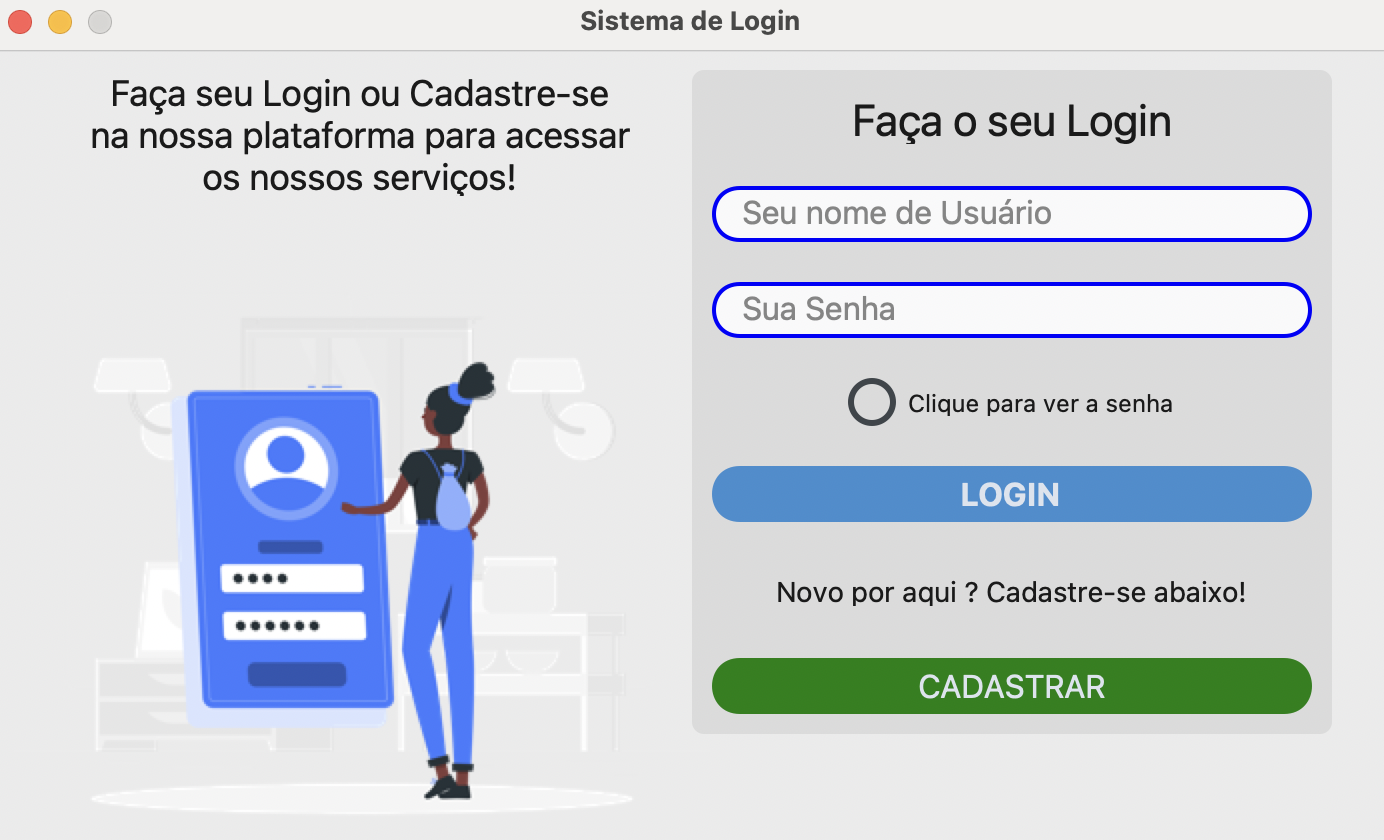 Sistema de Login
Faça seu Login ou Cadastre-se
na nossa plataforma para acessar
os nossos serviços!
Faça o seu Login
Seu nome de Usuário
Sua Senha
Clique para ver a senha
LOGIN
Novo por aqui ? Cadastre-se abaixo!
CADASTRAR